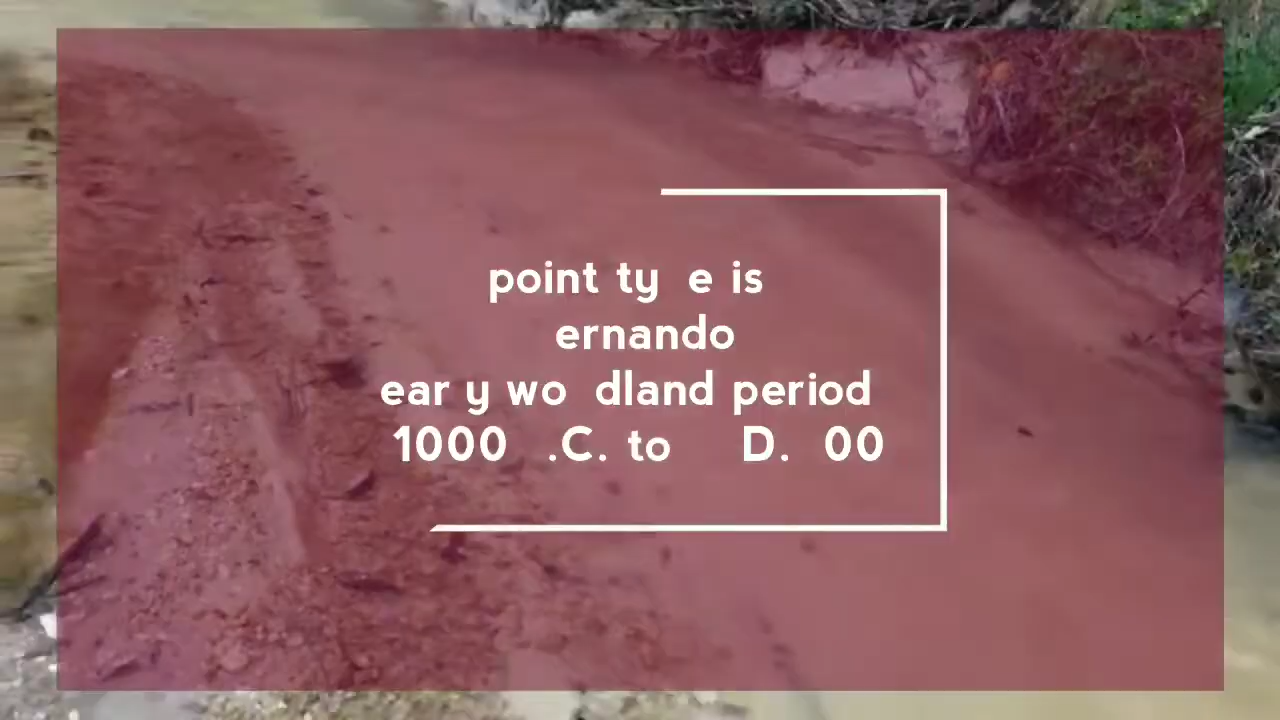 point ty e is
ernando
ear y wo dland period
1000 .C. to D. 00